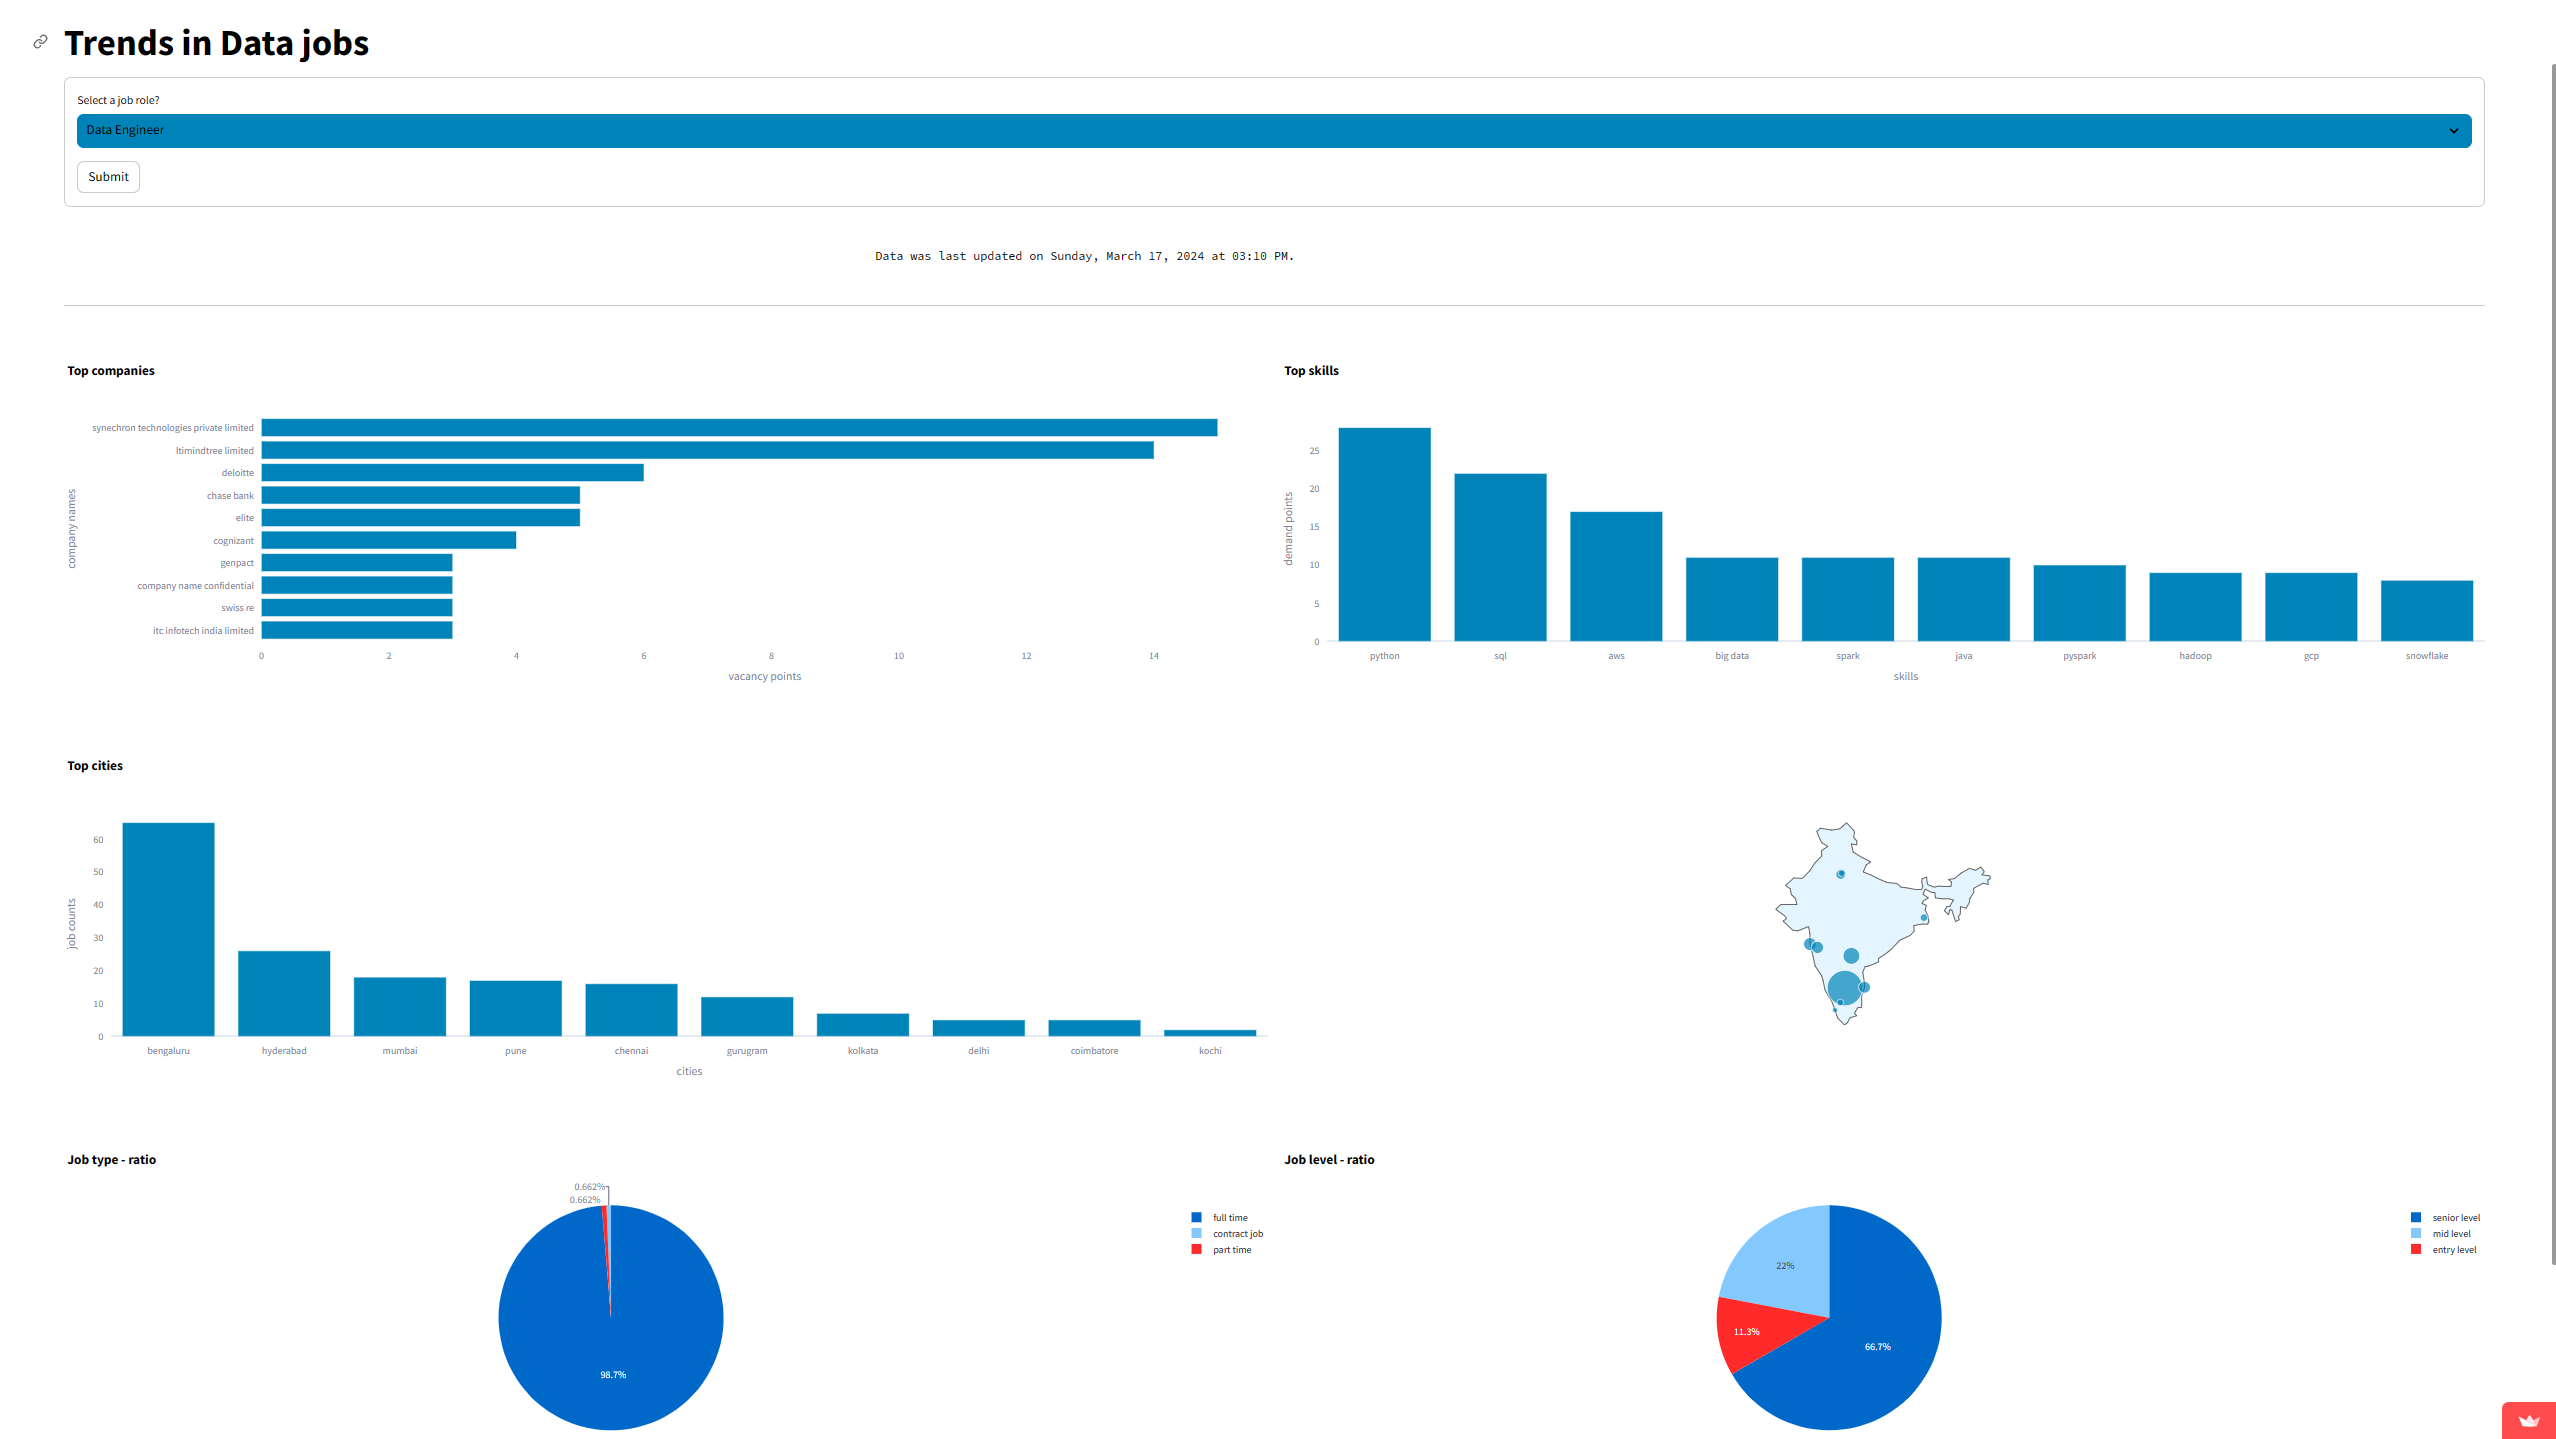 Trends in Data jobs
Select a job role?
Data Engineer
Submit
Data was last updated on Sunday, March 17, 2024 at 03:10 PM.
Top companies
company names
synechron technologies private limited
ltimindtree limited
deloitte
chase bank
elite
cognizant
genpact
company name confidential
swiss re
itc infotech india limited
0 2 4 6 8 10 12 14
vacancy points
Top skills
demand points
25
20
15
10
5
0
python sql aws big data spark java pyspark hadoop gcp snowflake
skills
Top cities
job counts
60
50
40
30
20
10
0
bengaluru hyderabad mumbai pune chennai gurugram kolkata delhi coimbatore kochi
cities
Job type - ratio
0.662%
0.662%
98.7%
full time
contract job
part time
Job level - ratio
22%
11.3%
66.7%
senior level
mid level
entry level